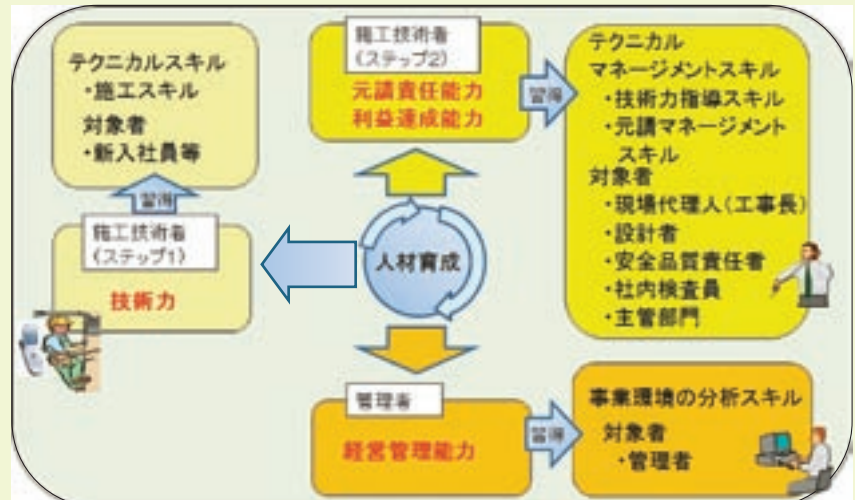 テクニカルスキル
・施工スキル
対象者
・新入社員等
習得
施工技術者
(ステップ1)
技術力
人材育成
施工技術者
(ステップ2)
元請責任能力
利益達成能力
習得
テクニカル
マネージメントスキル
・技術力指導スキル
・元請マネージメント
スキル
対象者
・現場代理人(工事長)
・設計者
・安全品質責任者
・社内検査員
・主管部門
管理者
経営管理能力
習得
事業環境の分析スキル
対象者
・管理者